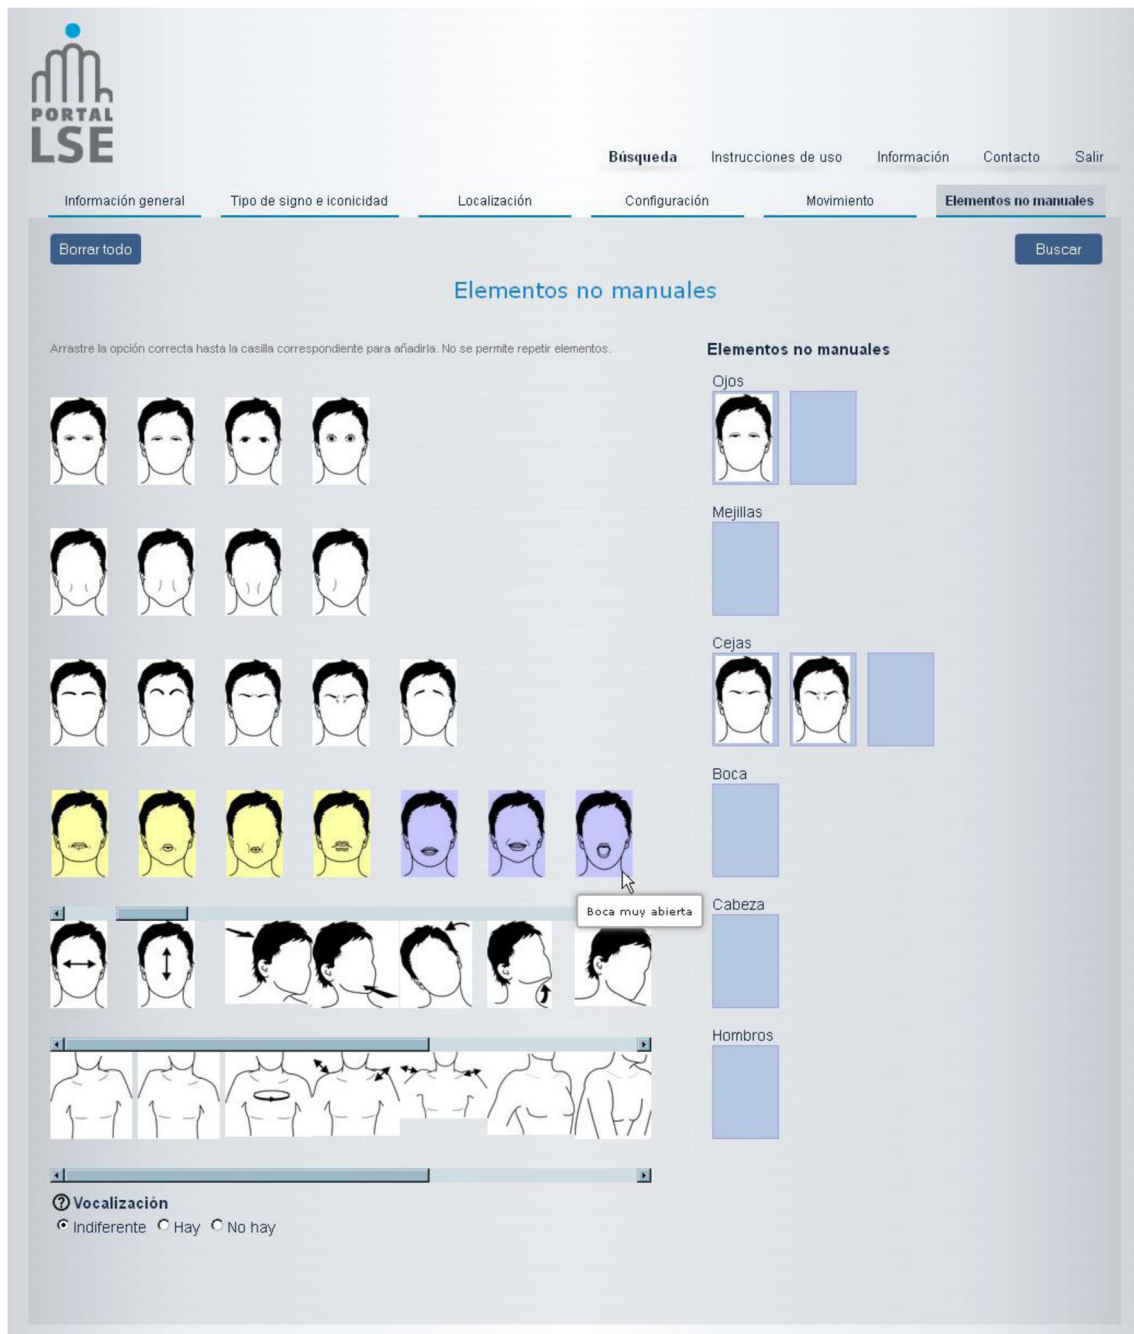 PORTAL
LSE
Búsqueda Instrucciones de uso Información Contacto Salir
Información general Tipo de signo e iconicidad Localización Configuración Movimiento Elementos no manuales
Borrar todo Buscar
Elementos no manuales
Arrastre la opción correcta hasta la casilla correspondiente para añadirla. No se permite repetir elementos.
Elementos no manuales
Ojos
Mejillas
Cejas
Boca
Boca muy abierta
Cabeza
Hombros
Vocalización
Indiferente Hay No hay